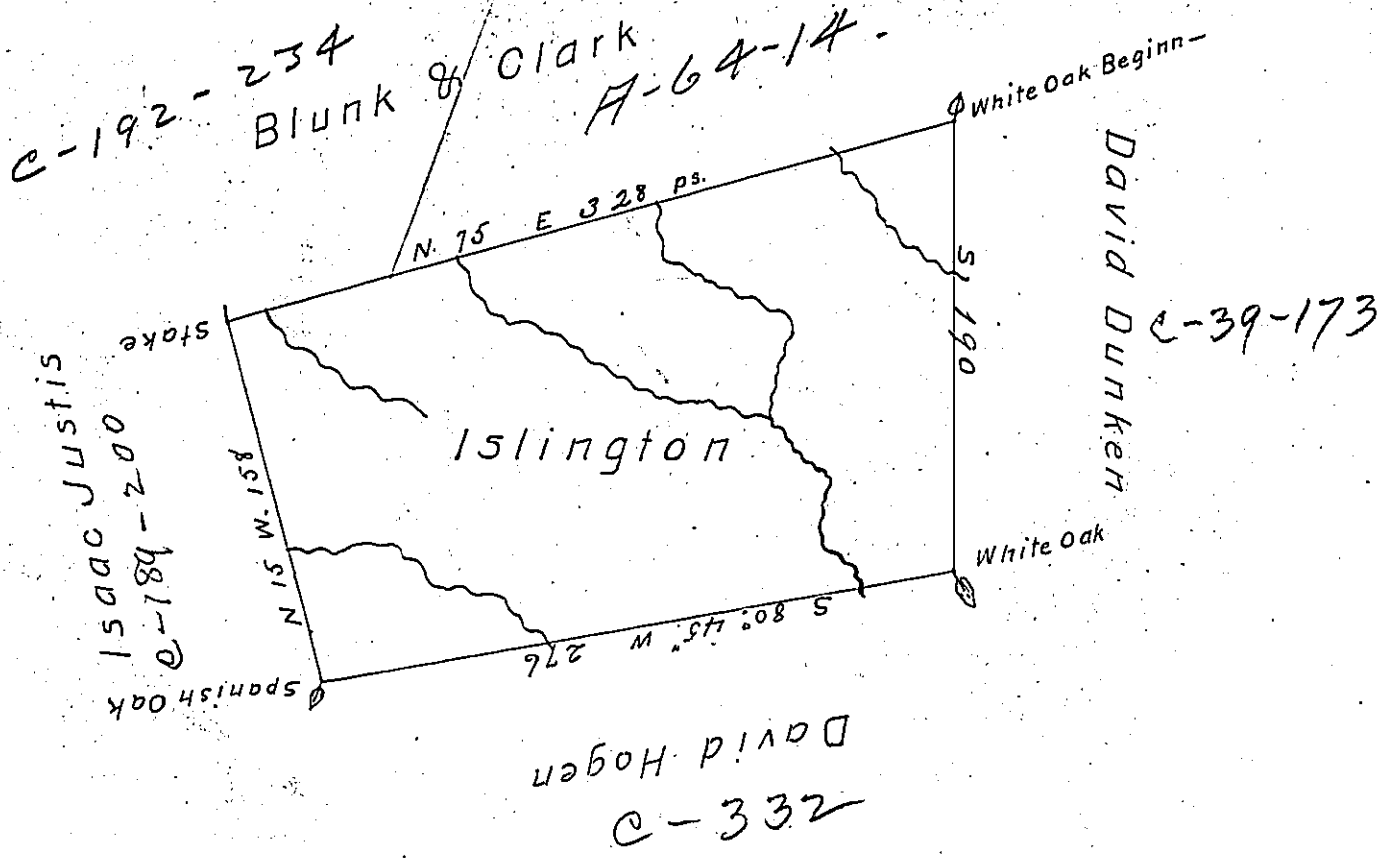 C-192-234
Blunk & Clark
A-64-14.
White Oak Beginn-
N. 75 E 328 ps.
David Dunken
C-39-173
S 190
Stake
Isaac Justis
C-189-200
N 15 W. 158
Islington
White Oak
S 80° 45" W 276
Spanish Oak
David Hogen
C-332